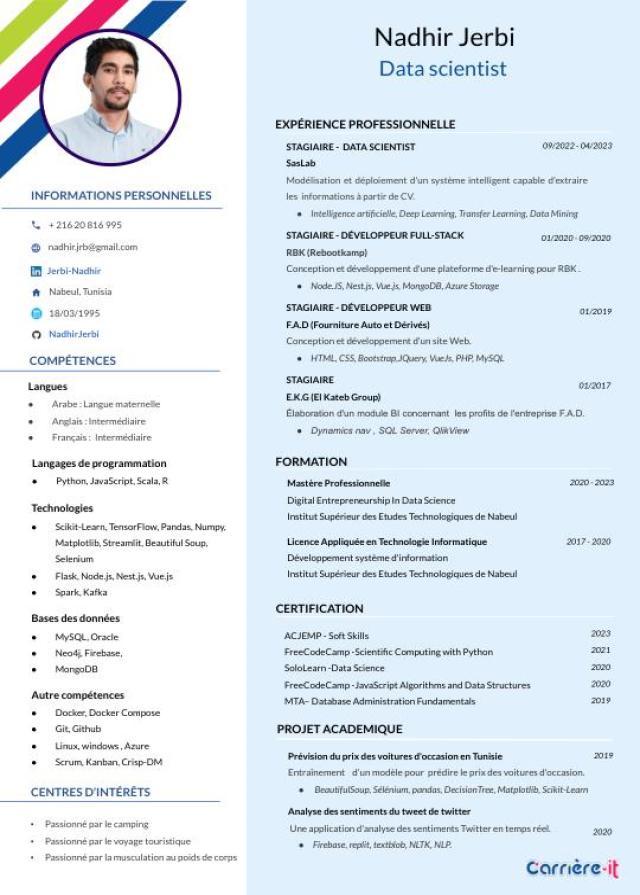 Nadhir Jerbi
Data scientist
INFORMATIONS PERSONNELLES
+ 216 20 816 995
nadhir.jrb@gmail.com
Jerbi-Nadhir
Nabeul, Tunisia
18/03/1995
NadhirJerbi
COMPÉTENCES
Langues
• Arabe : Langue maternelle
• Anglais : Intermédiaire
• Français : Intermédiaire
Langages de programmation
• Python, JavaScript, Scala, R
Technologies
• Scikit-Learn, TensorFlow, Pandas, Numpy,
Matplotlib, Streamlit, Beautiful Soup,
Selenium
• Flask, Node.js, Nest.js, Vue.js
• Spark, Kafka
Bases des données
• MySQL, Oracle
• Neo4j, Firebase,
• MongoDB
Autre compétences
• Docker, Docker Compose
• Git, Github
• Linux, windows , Azure
• Scrum, Kanban, Crisp-DM
CENTRES D'INTÉRÊTS
• Passionné par le camping
• Passionné par le voyage touristique
• Passionné par la musculation au poids de corps
EXPÉRIENCE PROFESSIONNELLE
STAGIAIRE - DATA SCIENTIST 09/2022 - 04/2023
SasLab
Modélisation et déploiement d'un système intelligent capable d'extraire
les informations à partir de CV.
• Intelligence artificielle, Deep Learning, Transfer Learning, Data Mining
STAGIAIRE - DÉVELOPPEUR FULL-STACK 01/2020 - 09/2020
RBK (Rebootkamp)
Conception et développement d'une plateforme d'e-learning pour RBK .
• Node.JS, Nest.js, Vue.js, MongoDB, Azure Storage
STAGIAIRE - DÉVELOPPEUR WEB 01/2019
F.A.D (Fourniture Auto et Dérivés)
Conception et développement d'un site Web.
• HTML, CSS, Bootstrap,JQuery, VueJs, PHP, MySQL
STAGIAIRE 01/2017
E.K.G (El Kateb Group)
Élaboration d'un module BI concernant les profits de l'entreprise F.A.D.
• Dynamics nav , SQL Server, QlikView
FORMATION
Mastère Professionnelle 2020 - 2023
Digital Entrepreneurship In Data Science
Institut Supérieur des Etudes Technologiques de Nabeul
Licence Appliquée en Technologie Informatique 2017 - 2020
Développement système d'information
Institut Supérieur des Etudes Technologiques de Nabeul
CERTIFICATION
ACJEMP - Soft Skills 2023
FreeCodeCamp -Scientific Computing with Python 2021
SoloLearn -Data Science 2020
FreeCodeCamp -JavaScript Algorithms and Data Structures 2020
MTA– Database Administration Fundamentals 2019
PROJET ACADEMIQUE
Prévision du prix des voitures d'occasion en Tunisie 2019
Entraînement d'un modèle pour prédire le prix des voitures d'occasion.
• BeautifulSoup, Sélénium, pandas, DecisionTree, Matplotlib, Scikit-Learn
Analyse des sentiments du tweet de twitter
Une application d'analyse des sentiments Twitter en temps réel. 2020
• Firebase, replit, textblob, NLTK, NLP.
Carrière-it